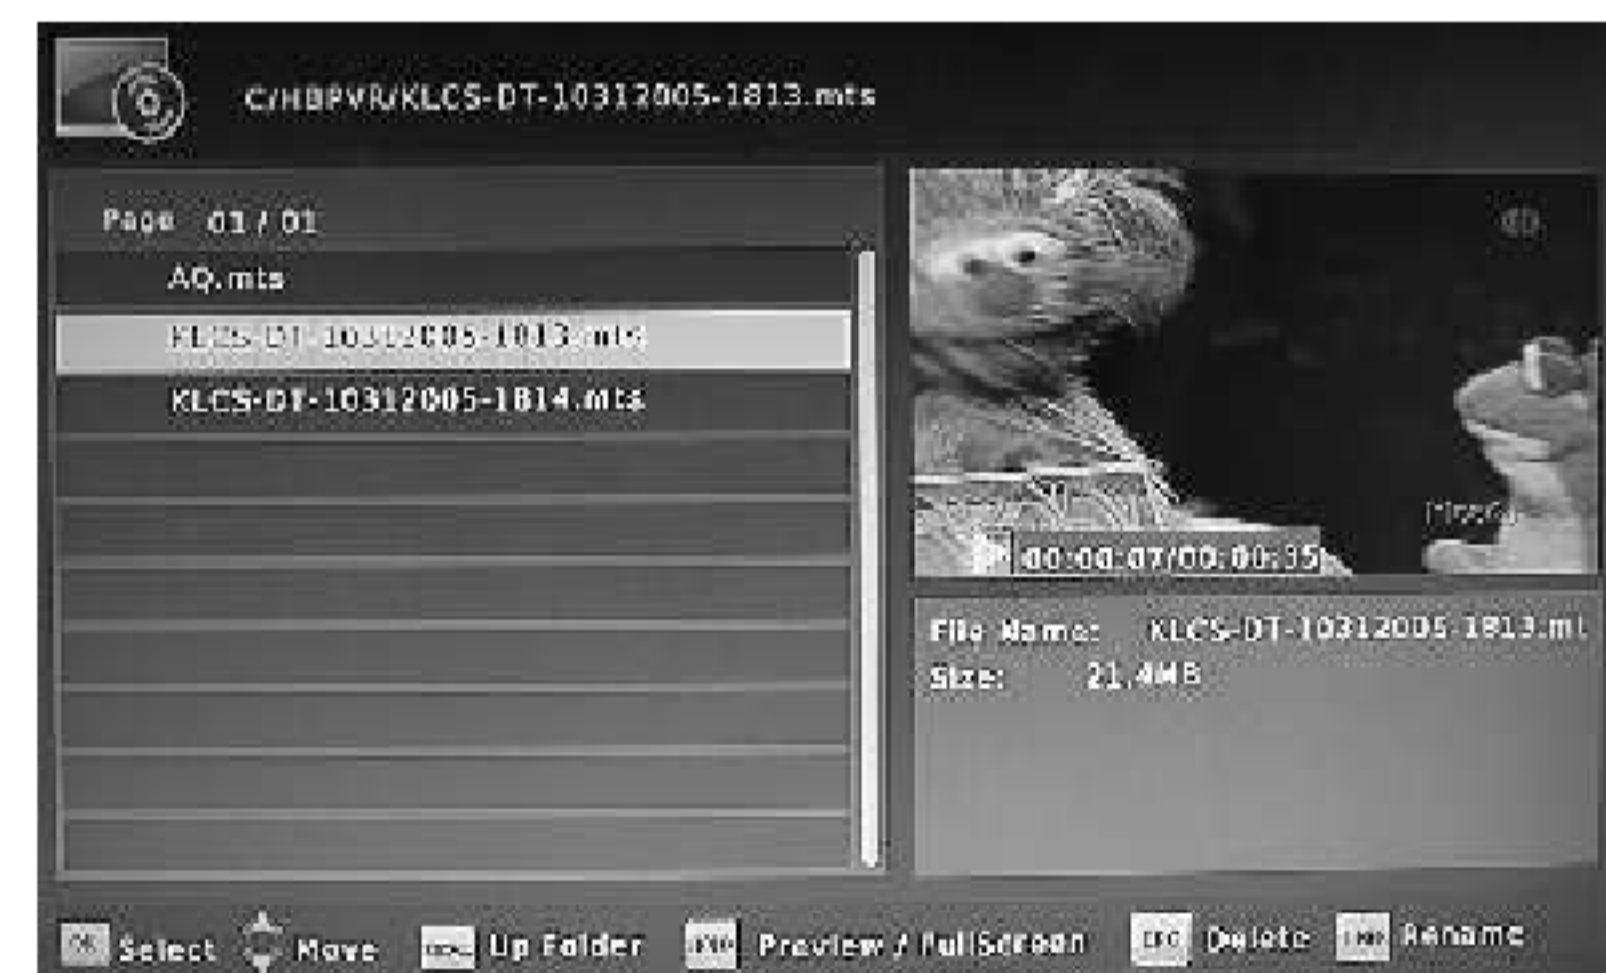 C/HBPVR/KLCS-DT-10312005-1813.mts
Page 01 / 01
AQ.mts
KLCS-DT-10312005-1813.mts
KLCS-DT-10312005-1814.mts
00:00:07/00:00:35
File Name: KLCS-DT-10312005-1813.mt
Size: 21.4MB
OK Select Move Up Folder Preview / FullScreen EPG Delete Rename